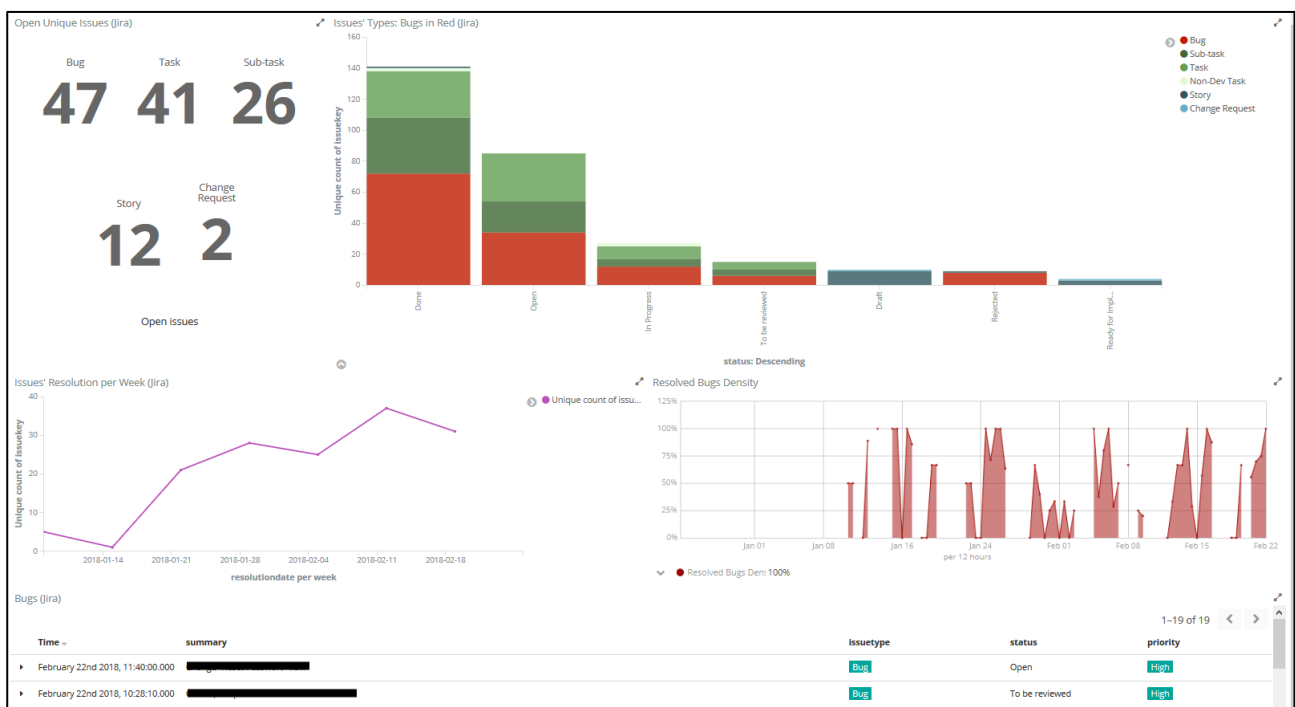 Open Unique Issues (Jira)
Bug
Task
Sub-task
47
41
26
Story
Change
Request
12
2
Open issues
Issues' Types: Bugs in Red (Jira)
160
140
120
100
80
60
40
20
0
Unique count of issuekey
Done
Open
In Progress
To be reviewed
Draft
Rejected
Ready for Impl...
status: Descending
Bug
Sub-task
Task
Non-Dev Task
Story
Change Request
Issues' Resolution per Week (Jira)
40
30
20
10
0
Unique count of issuekey
2018-01-14
2018-01-21
2018-01-28
2018-02-04
2018-02-11
2018-02-18
resolutiondate per week
Unique count of issu...
Resolved Bugs Density
125%
100%
75%
50%
25%
0%
Jan 01
Jan 08
Jan 16
Jan 24
Feb 01
Feb 08
Feb 15
Feb 22
per 12 hours
Resolved Bugs Den: 100%
Bugs (Jira)
1–19 of 19
Time summary issuetype status priority
February 22nd 2018, 11:40:00.000 Bug Open High
February 22nd 2018, 10:28:10.000 Bug To be reviewed High